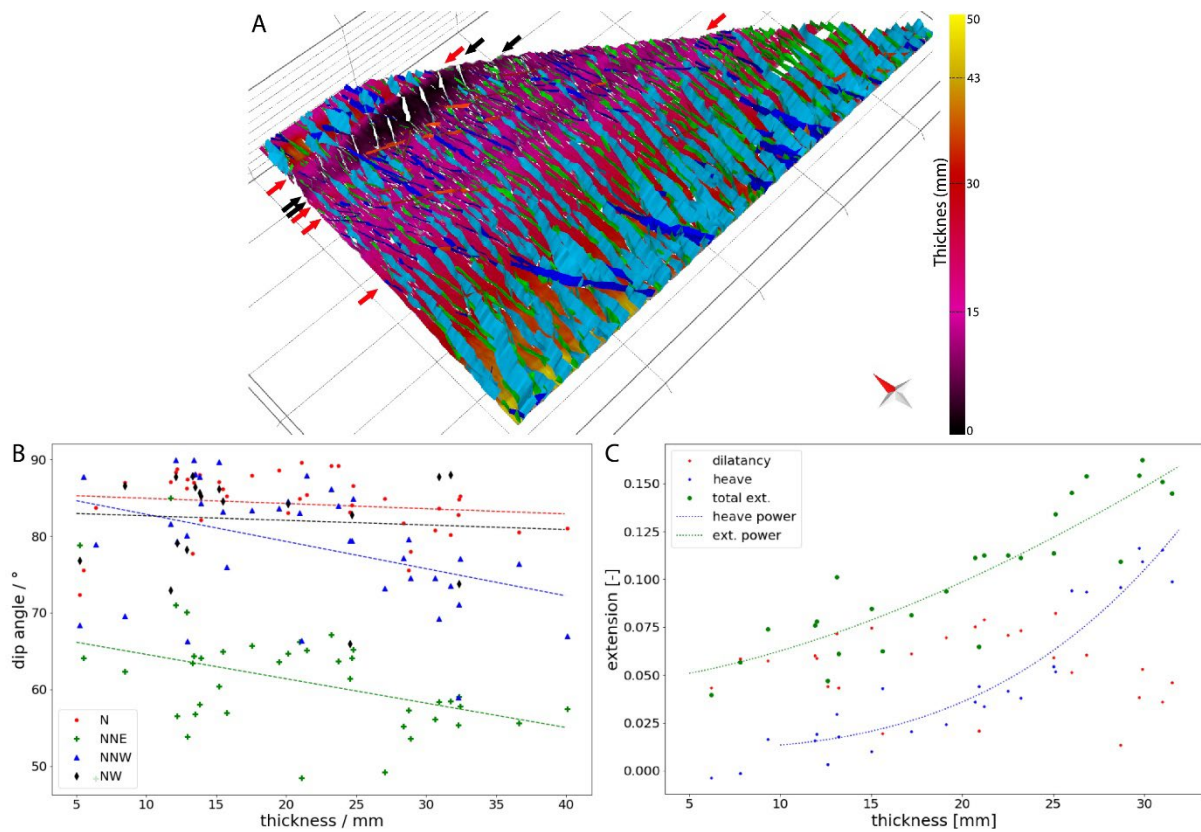 A
50
43
30
15
0
Thicknes (mm)
B
90
80
70
60
50
dip angle / °
N
NNE
NNW
NW
5
10
15
20
25
30
35
40
thickness / mm
C
0.150
0.125
0.100
0.075
0.050
0.025
0.000
extension [-]
dilatancy
heave
total ext.
heave power
ext. power
5
10
15
20
25
30
thickness [mm]